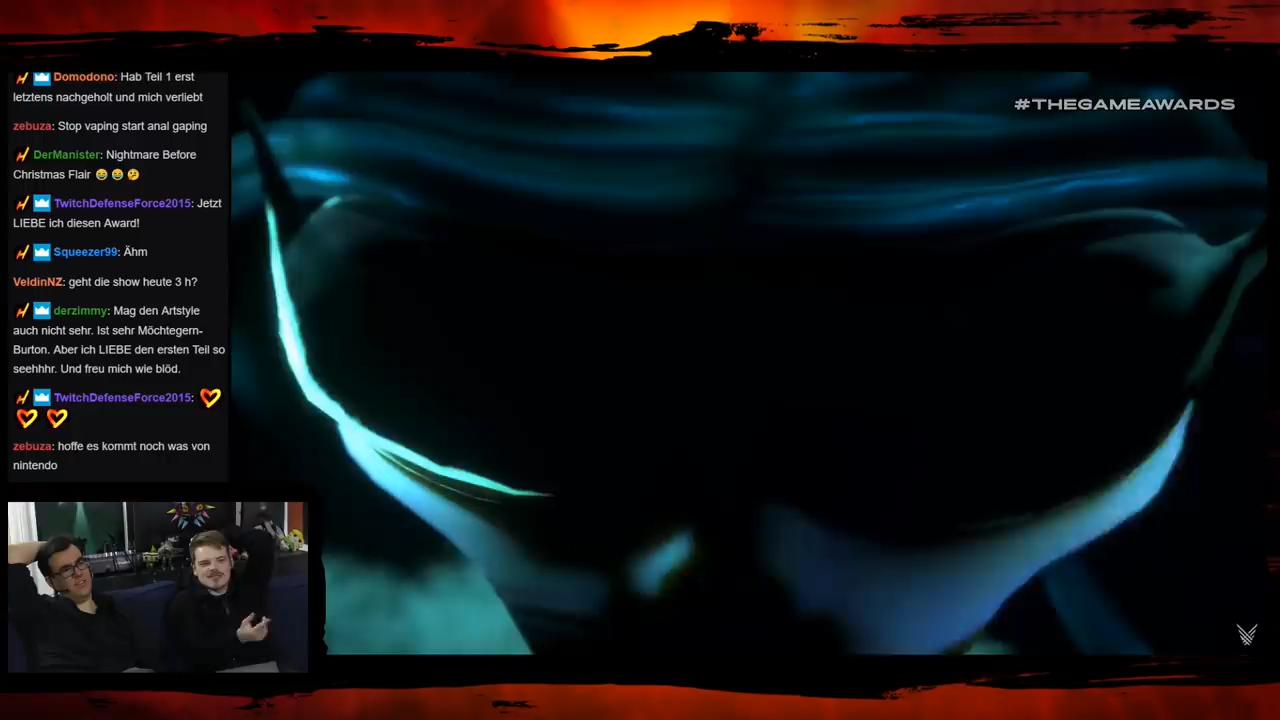 Domodono: Hab Teil 1 erst
letztens nachgeholt und mich verliebt
zebuza: Stop vaping start anal gaping
DerManister: Nightmare Before
Christmas Flair
TwitchDefenseForce2015: Jetzt
LIEBE ich diesen Award!
Squeezer99: Ähm
VeldinNZ: geht die show heute 3 h?
derzimmy: Mag den Artstyle
auch nicht sehr. Ist sehr Möchtegern-
Burton. Aber ich LIEBE den ersten Teil so
seehhhr. Und freu mich wie blöd.
TwitchDefenseForce2015:
zebuza: hoffe es kommt noch was von
nintendo
#THEGAMEAWARDS